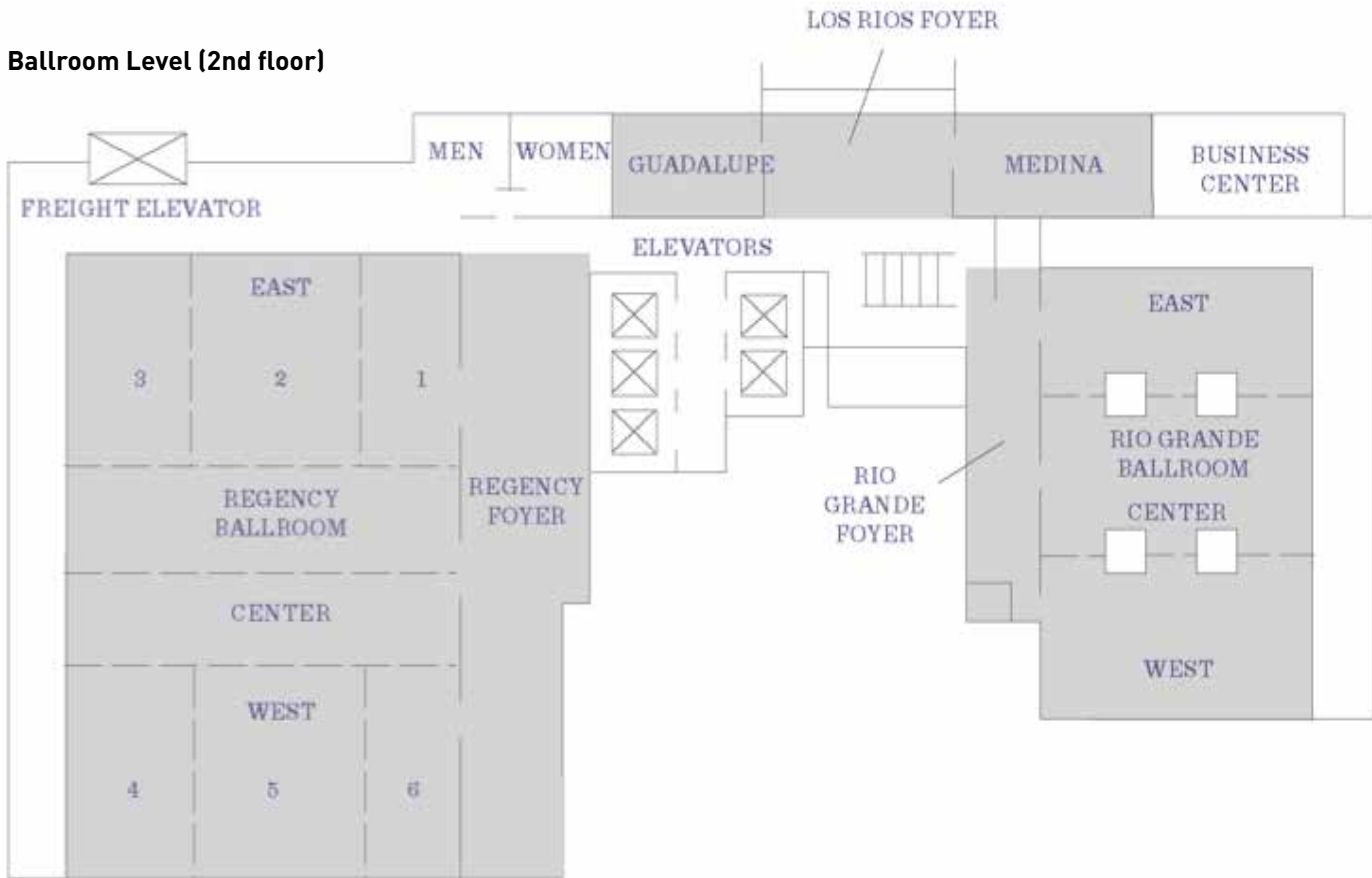 LOS RIOS FOYER
Ballroom Level (2nd floor)
MEN
WOMEN
GUADALUPE
MEDINA
BUSINESS
CENTER
FREIGHT ELEVATOR
ELEVATORS
EAST
3
2
1
REGENCY
BALLROOM
REGENCY
FOYER
CENTER
WEST
4
5
6
EAST
RIO GRANDE
BALLROOM
CENTER
RIO
GRANDE
FOYER
WEST